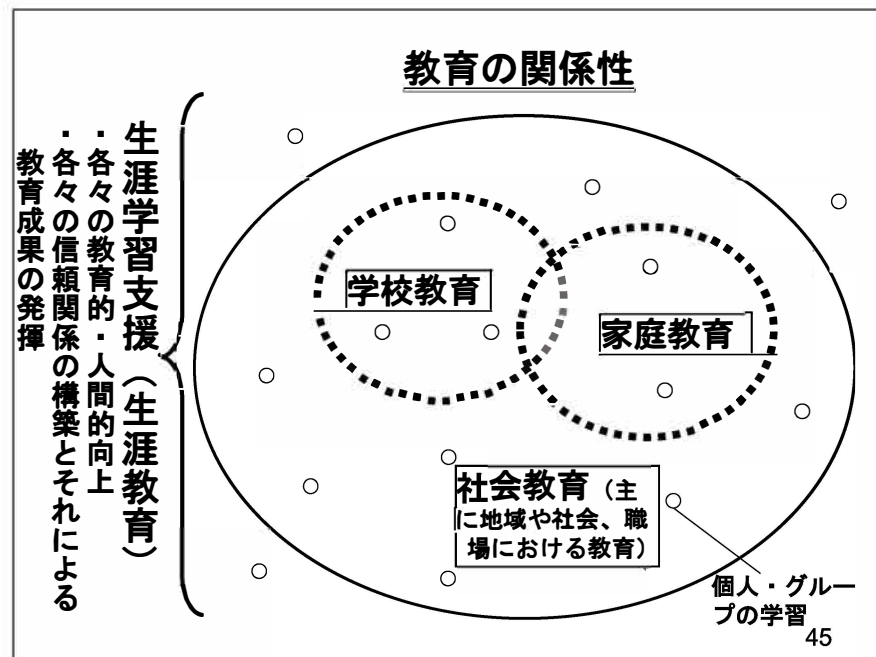 教育の関係性
生涯学習支援（生涯教育）
・各々の教育的・人間的向上
・各々の信頼関係の構築とそれによる
教育成果の発揮
学校教育
家庭教育
社会教育（主
に地域や社会、職
場における教育）
個人・グルー
プの学習
45